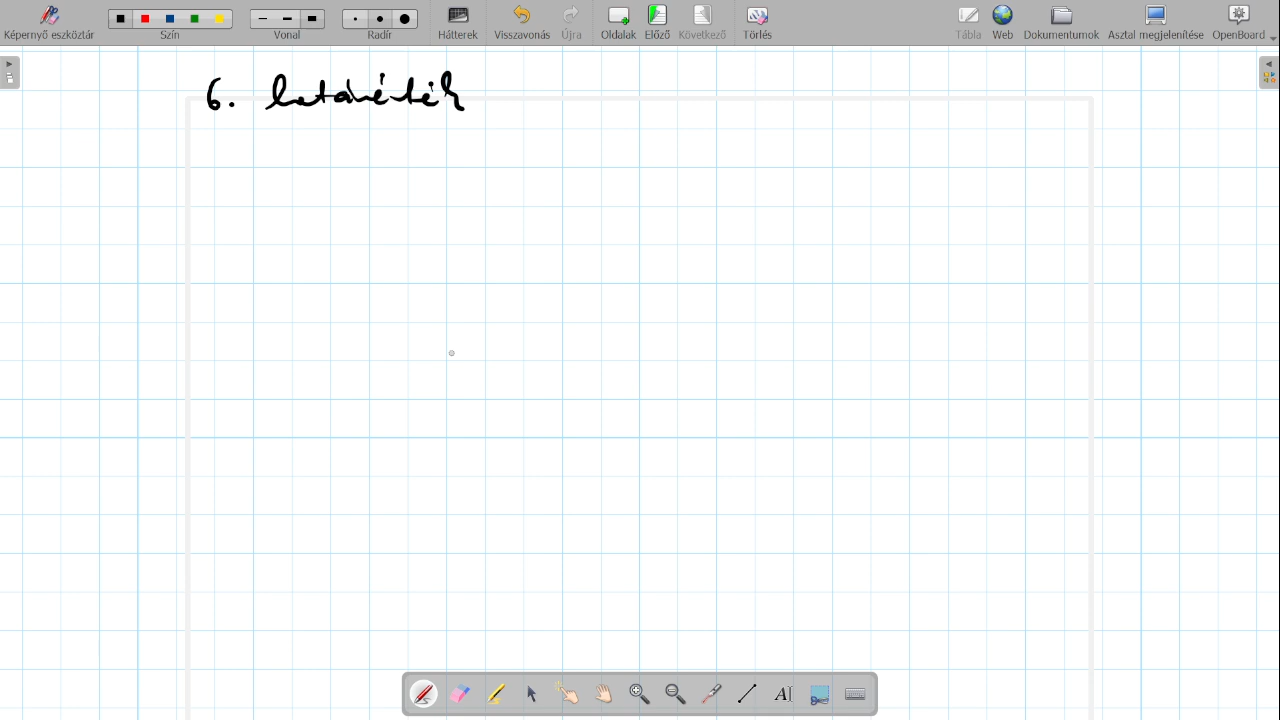 Képernyő eszköztár
Szín
Vonal
Radír
Hátterek
Visszavonás
Újra
Oldalak
Előző
Következő
Törlés
Tábla
Web
Dokumentumok
Asztal megjelenítése
OpenBoard
6. határérték